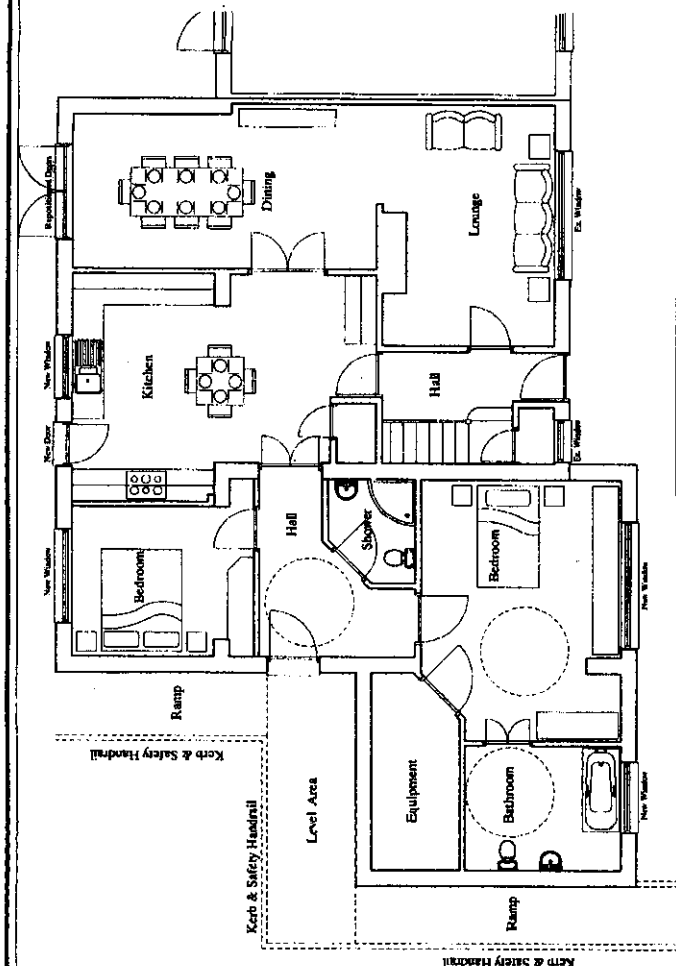 Repositioned Doors
Dining
Lounge
Ex. Window
New Window
Kitchen
New Door
Hall
Ex. Window
New Window
Bedroom
Hall
Shower
Bedroom
New Window
Ramp
Kerb & Safety Handrail
Kerb & Safety Handrail
Level Area
Equipment
Bathroom
New Window
Ramp
Kerb & Safety Handrail